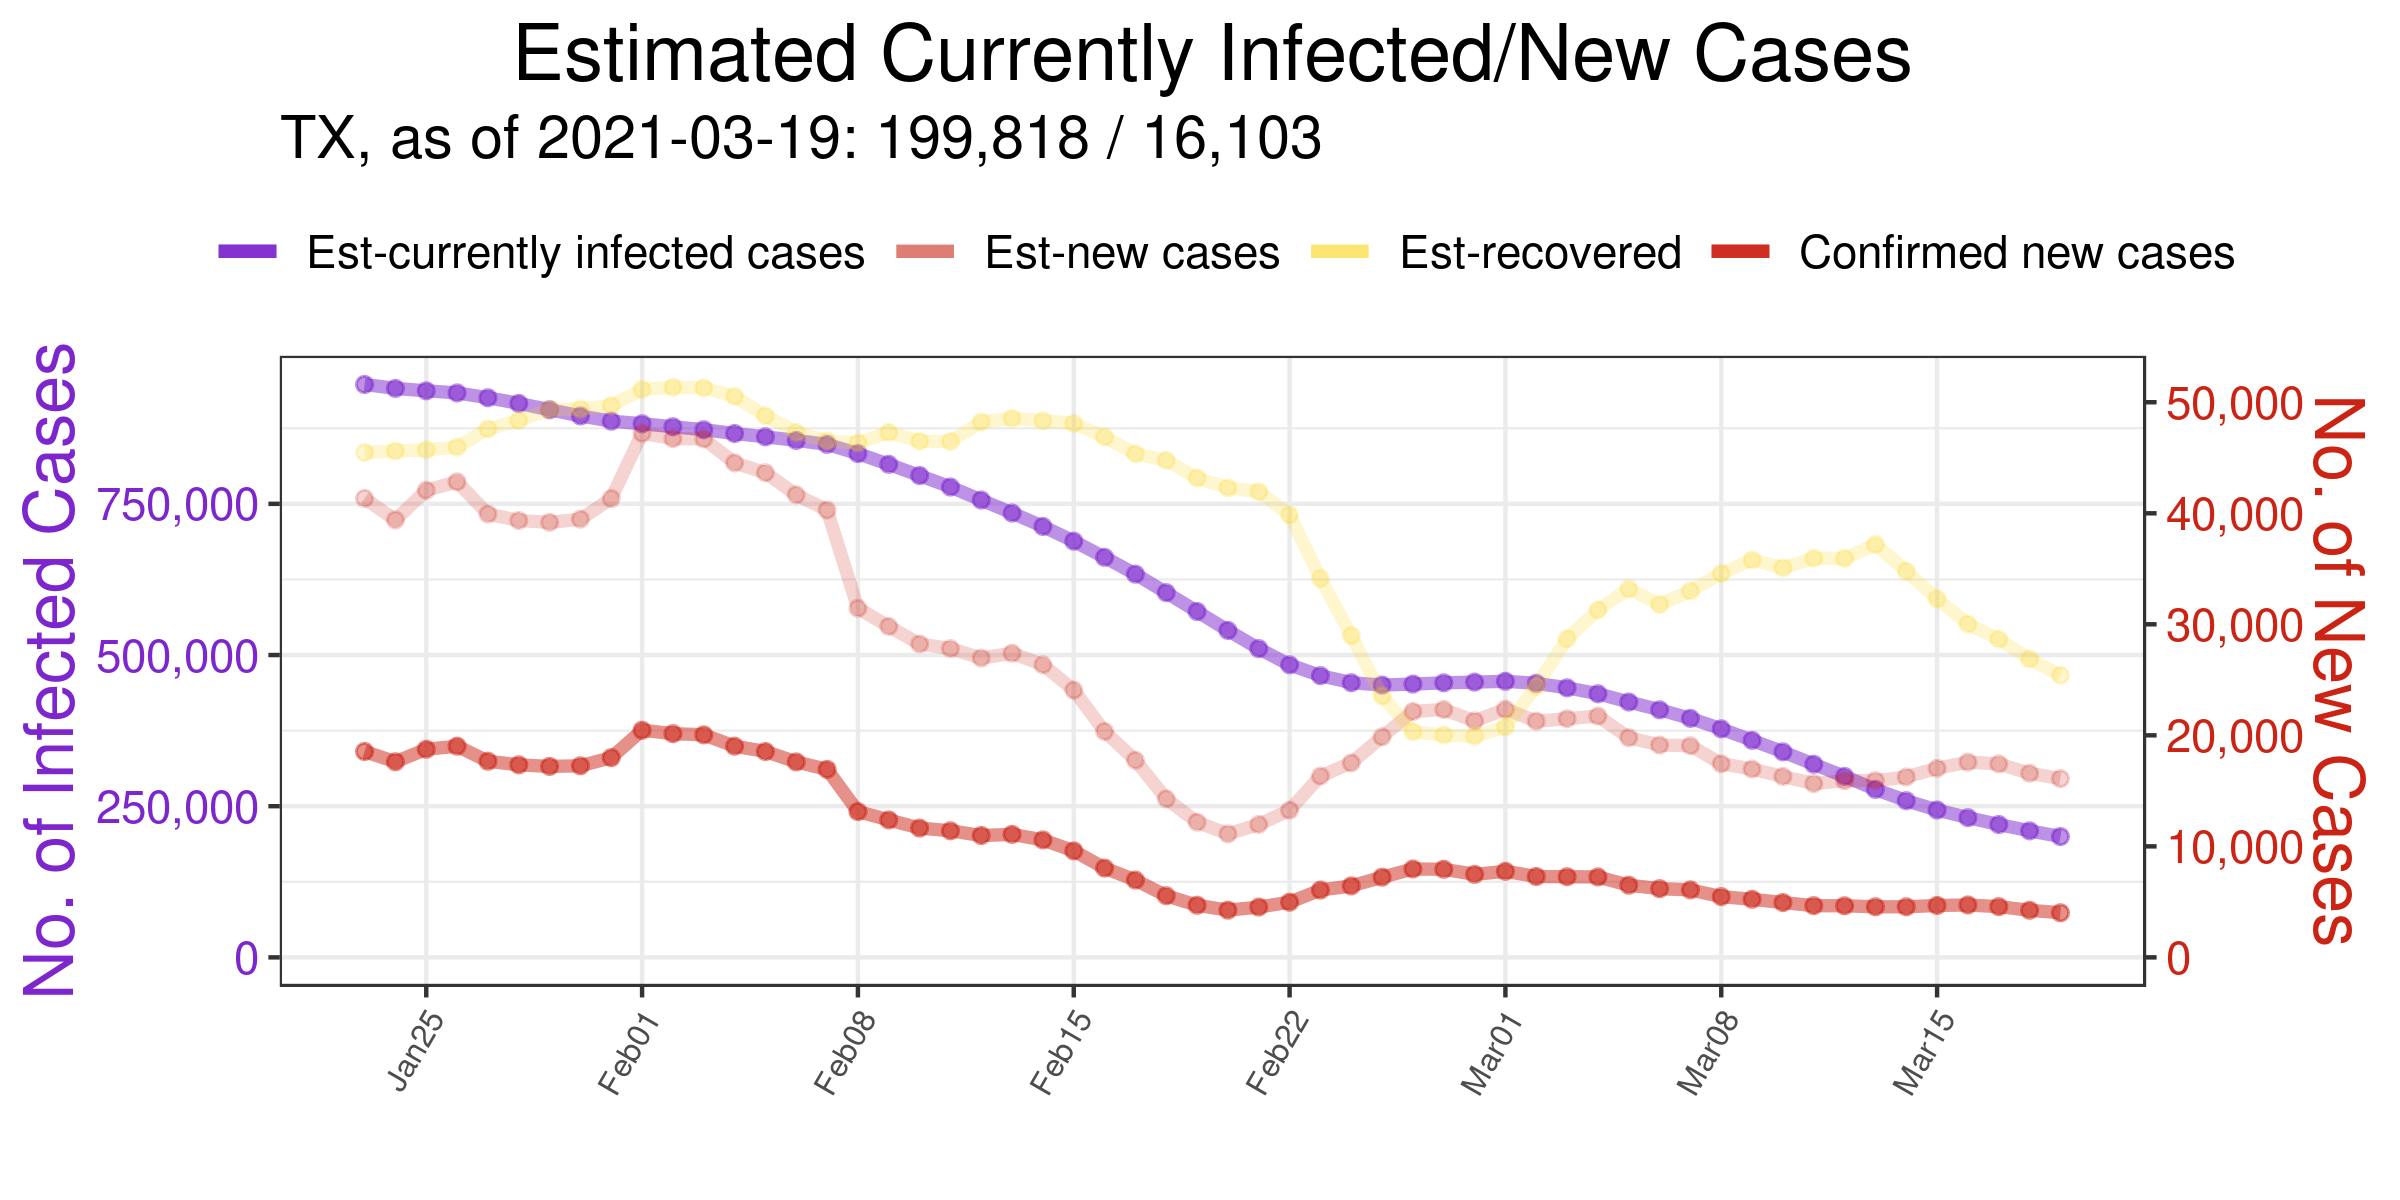 Estimated Currently Infected/New Cases
TX, as of 2021-03-19: 199,818 / 16,103
Est-currently infected cases Est-new cases Est-recovered Confirmed new cases
No. of Infected Cases
750,000
500,000
250,000
0
50,000
40,000
30,000
20,000
10,000
0
No. of New Cases
Jan25 Feb01 Feb08 Feb15 Feb22 Mar01 Mar08 Mar15